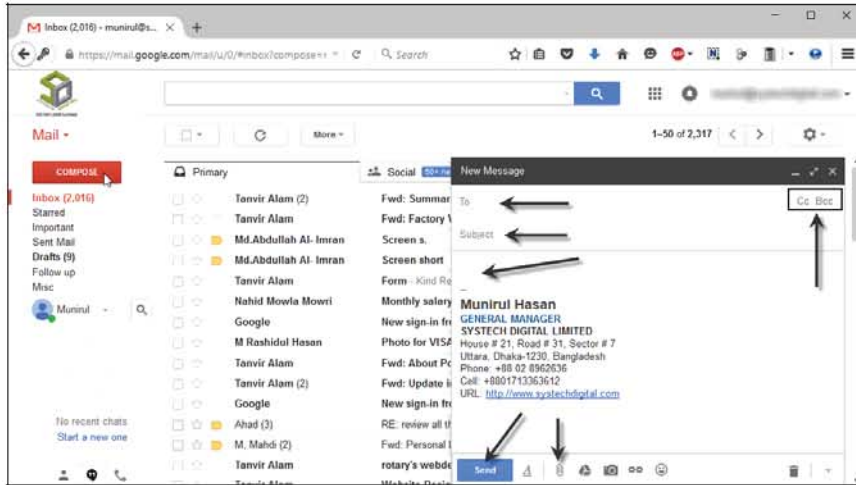 Inbox (2,016) - munirul@s...
https://mail.google.com/mail/u/0/#inbox?compose=
Search
Mail
More
1–50 of 2,317
COMPOSE
Primary
Social
New Message
Inbox (2,016)
Starred
Important
Sent Mail
Drafts (9)
Follow up
Misc
Munirul
No recent chats
Start a new one
Tanvir Alam (2) Fwd: Summar
Tanvir Alam Fwd: Factory
Md.Abdullah Al- Imran Screen s.
Md.Abdullah Al- Imran Screen short
Tanvir Alam Form - Kind Re
Nahid Mowla Mowri Monthly salary
Google New sign-in fr
M Rashidul Hasan Photo for VISA
Tanvir Alam Fwd: About Po
Tanvir Alam (2) Fwd: Update i
Google New sign-in fr
Ahad (3) RE: review all t
M, Mahdi (2) Fwd: Personal
Tanvir Alam rotary's webde
Tanvir Alam
To
Cc Bcc
Subject
--
Munirul Hasan
GENERAL MANAGER
SYSTECH DIGITAL LIMITED
House # 21, Road # 31, Sector # 7
Uttara, Dhaka-1230, Bangladesh
Phone: +88 02 8962636
Cell: +8801713363612
URL: http://www.systechdigital.com
Send